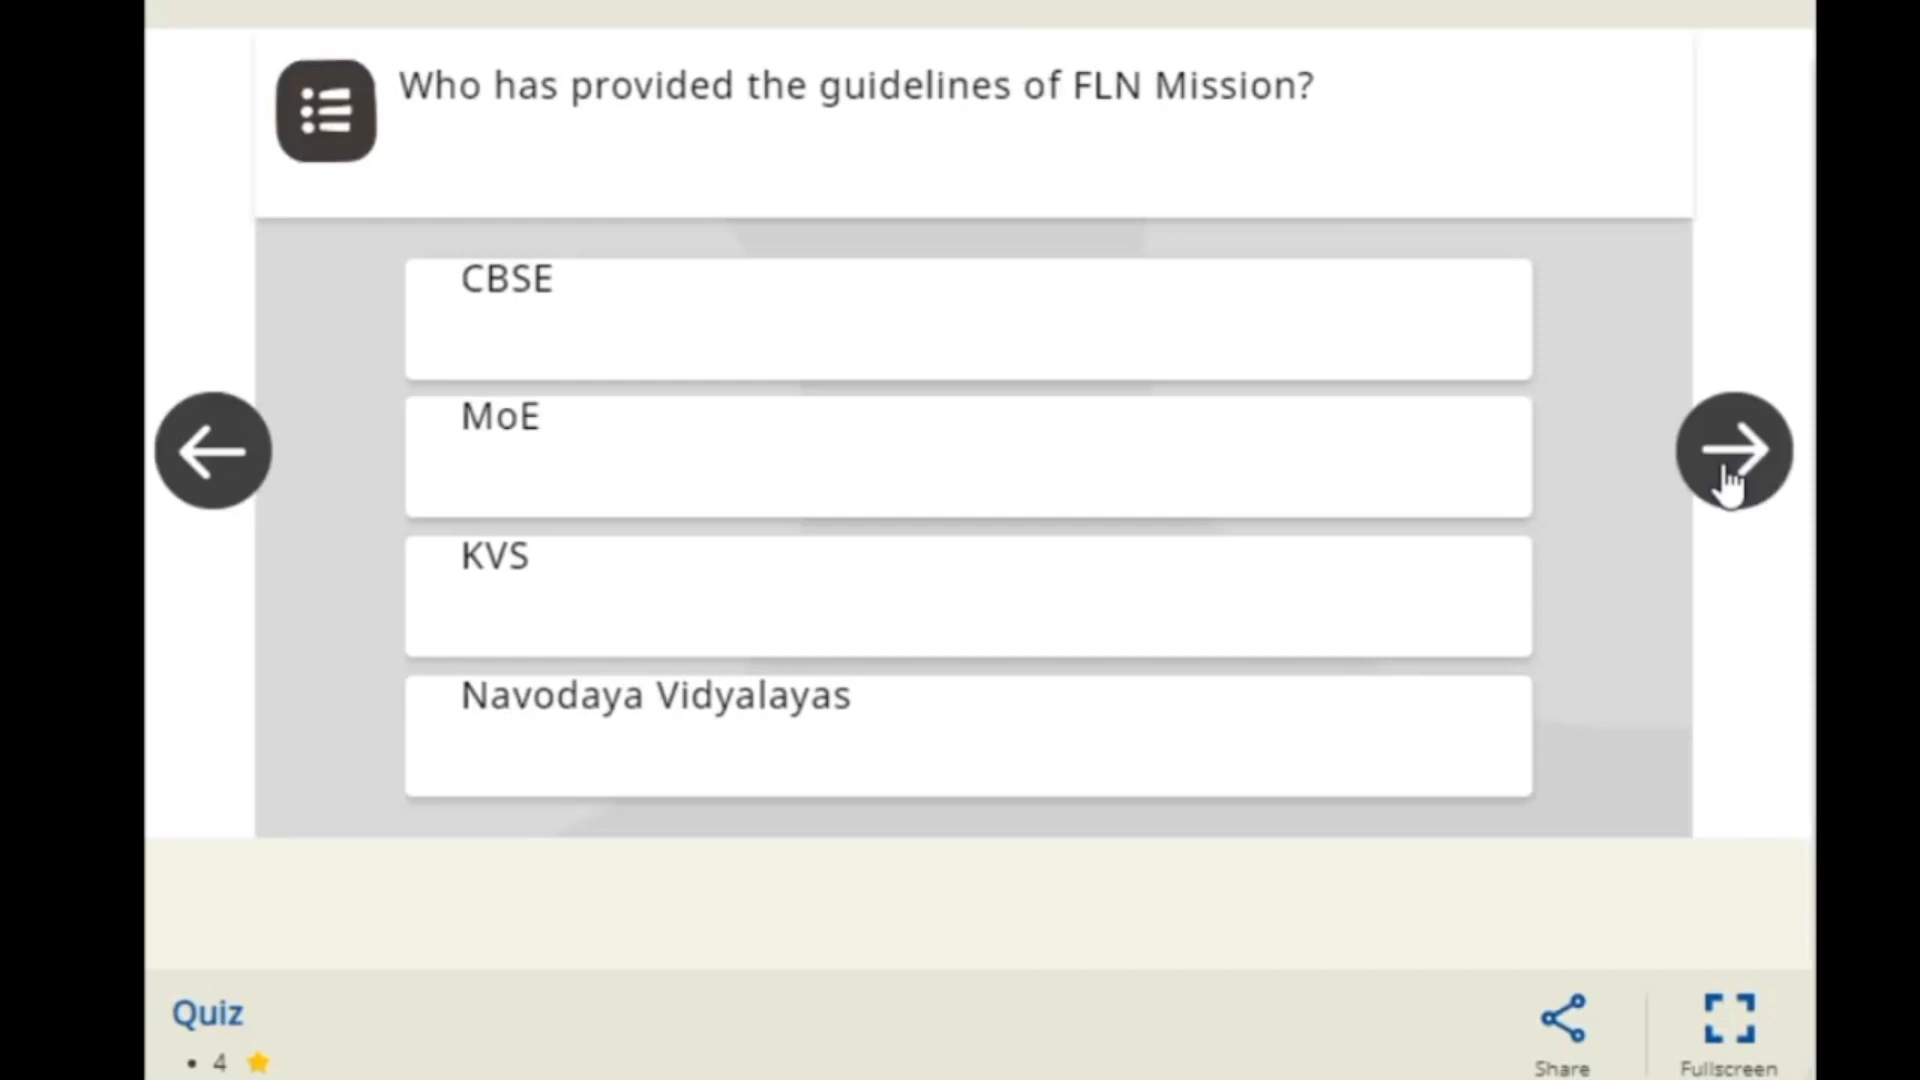 Who has provided the guidelines of FLN Mission?
CBSE
MoE
KVS
Navodaya Vidyalayas
Quiz
• 4
Share
Fullscreen